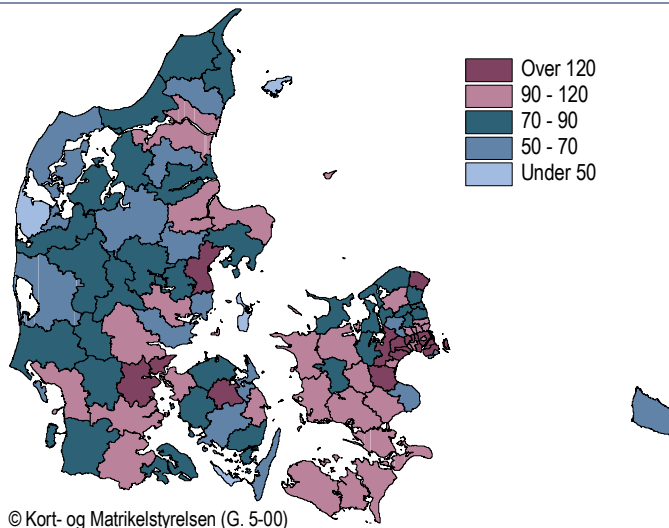 Over 120
90 - 120
70 - 90
50 - 70
Under 50
© Kort- og Matrikelstyrelsen (G. 5-00)